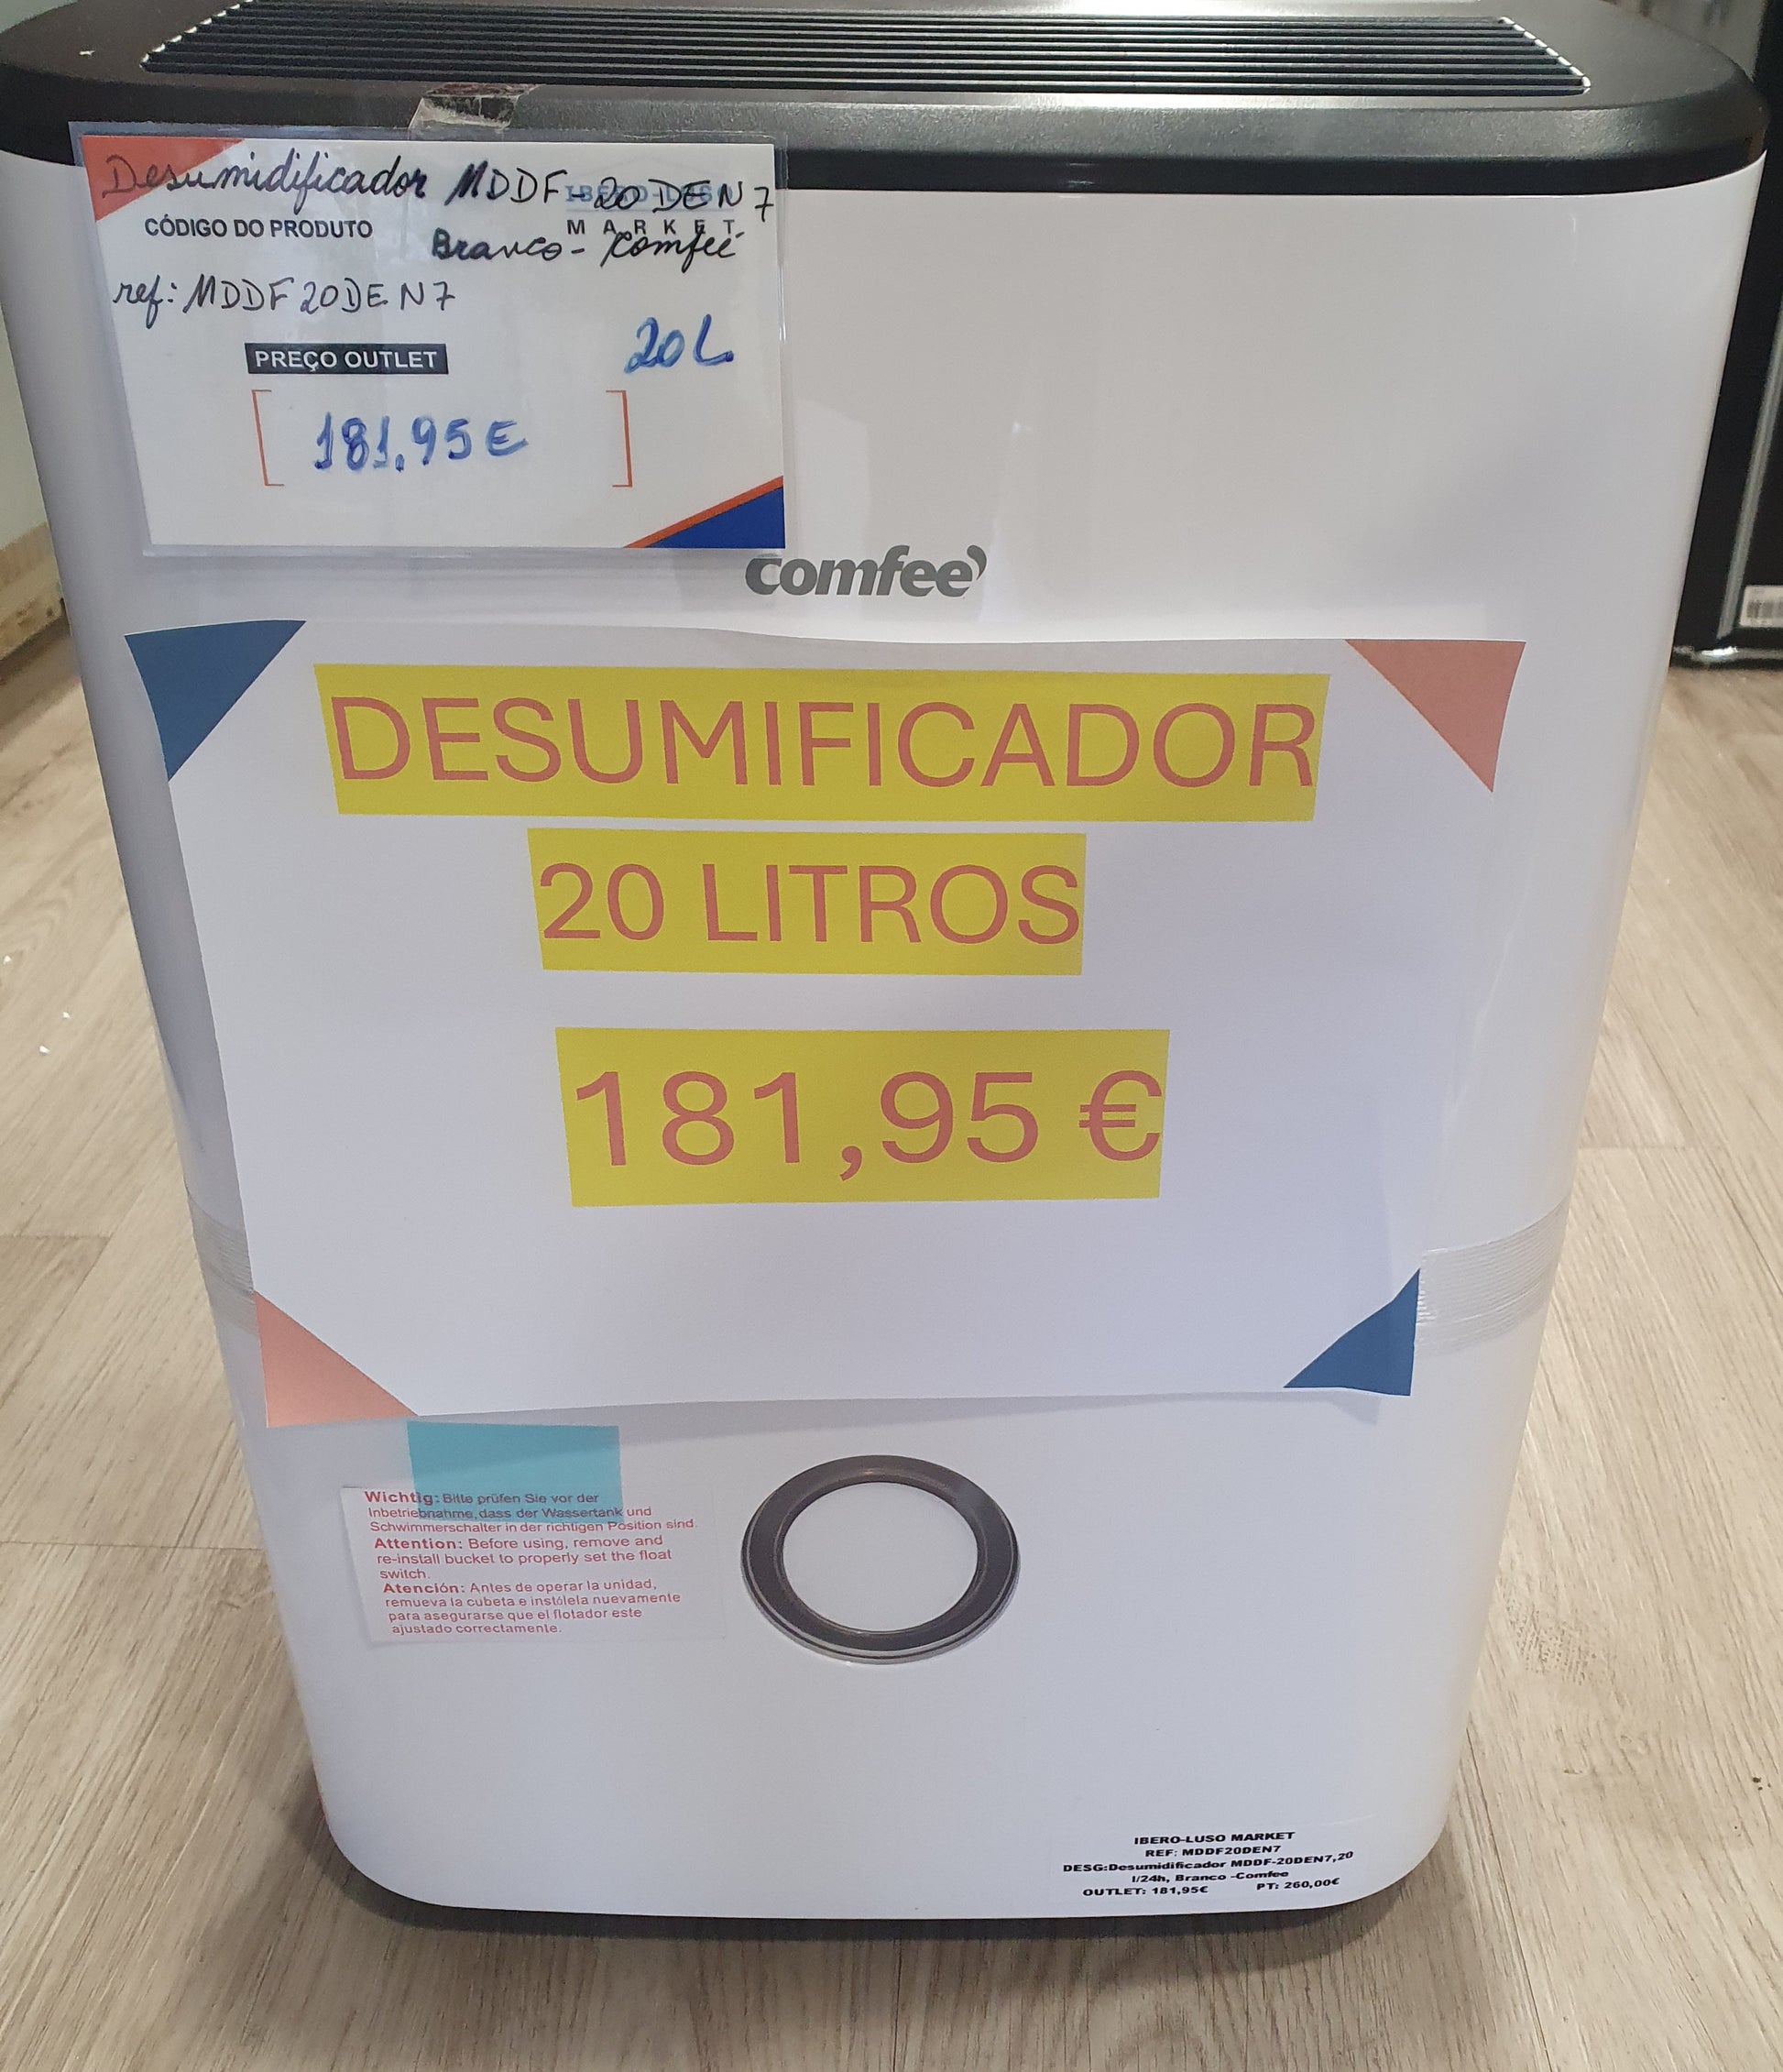 Desumidificador MDDF-20DEN7
IBERO-LUSO
MARKET
CÓDIGO DO PRODUTO
Branco - Comfee
ref: MDDF20DEN7
20L
PREÇO OUTLET
[ 181,95€ ]
comfee'
DESUMIFICADOR
20 LITROS
181,95 €
Wichtig: Bitte prüfen Sie vor der
Inbetriebnahme, dass der Wassertank und
Schwimmerschalter in der richtigen Position sind.
Attention: Before using, remove and
re-install bucket to properly set the float
switch.
Atención: Antes de operar la unidad,
remueva la cubeta e instólela nuevamente
para asegurarse que el flotador este
ajustado correctamente.
IBERO-LUSO MARKET
REF: MDDF20DEN7
DESG:Desumidificador MDDF-20DEN7,20
l/24h, Branco -Comfee
OUTLET: 181,95€ PT: 260,00€